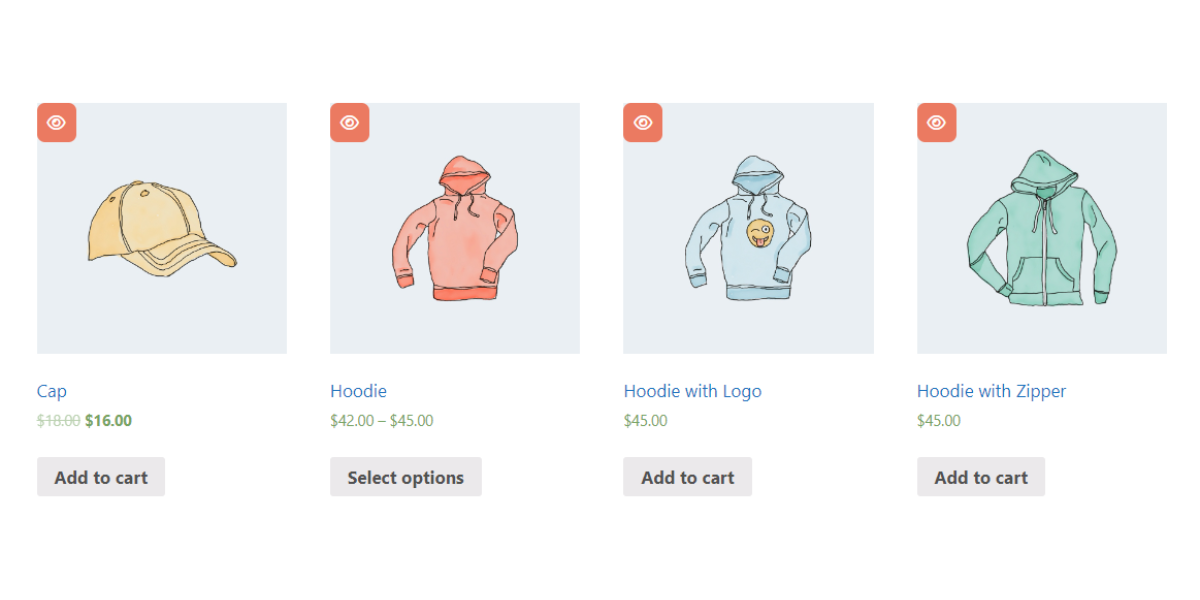 Cap
$18.00 $16.00
Add to cart
Hoodie
$42.00 – $45.00
Select options
Hoodie with Logo
$45.00
Add to cart
Hoodie with Zipper
$45.00
Add to cart